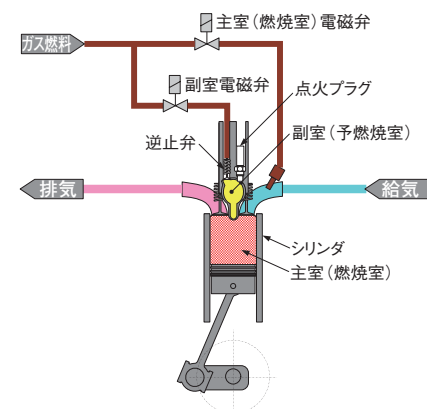 主室(燃焼室)電磁弁
ガス燃料
副室電磁弁
点火プラグ
逆止弁
副室(予燃焼室)
排気
給気
シリンダ
主室(燃焼室)